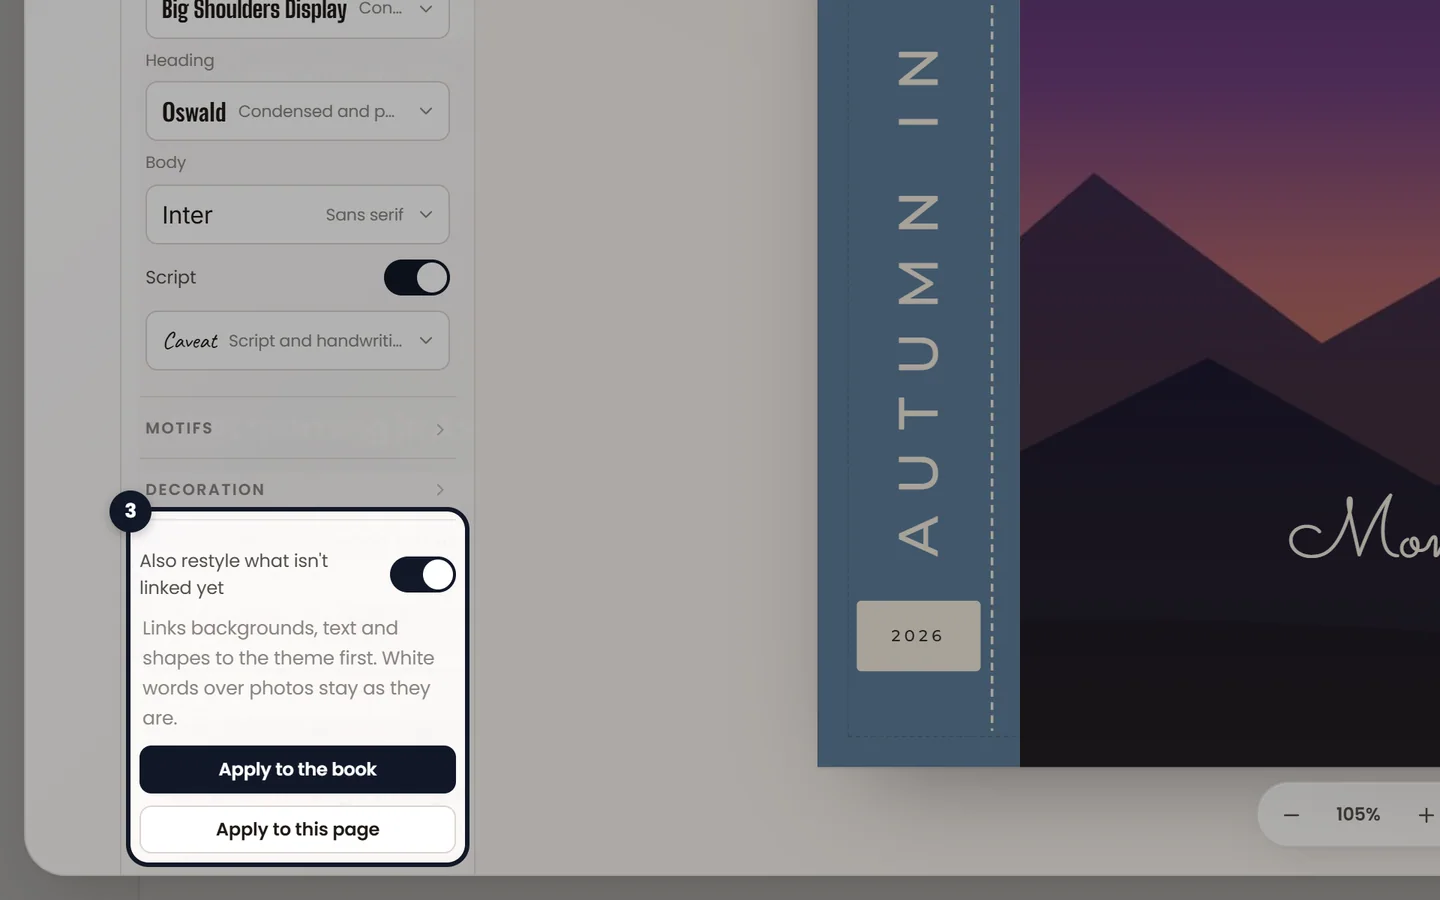 Big Shoulders Display Con...
Heading
Oswald Condensed and p...
Body
Inter Sans serif
Script
Caveat Script and handwriti...
MOTIFS
DECORATION
3
Also restyle what isn't
linked yet
Links backgrounds, text and
shapes to the theme first. White
words over photos stay as they
are.
Apply to the book
Apply to this page
AUTUMN IN
2026
Mon
105%